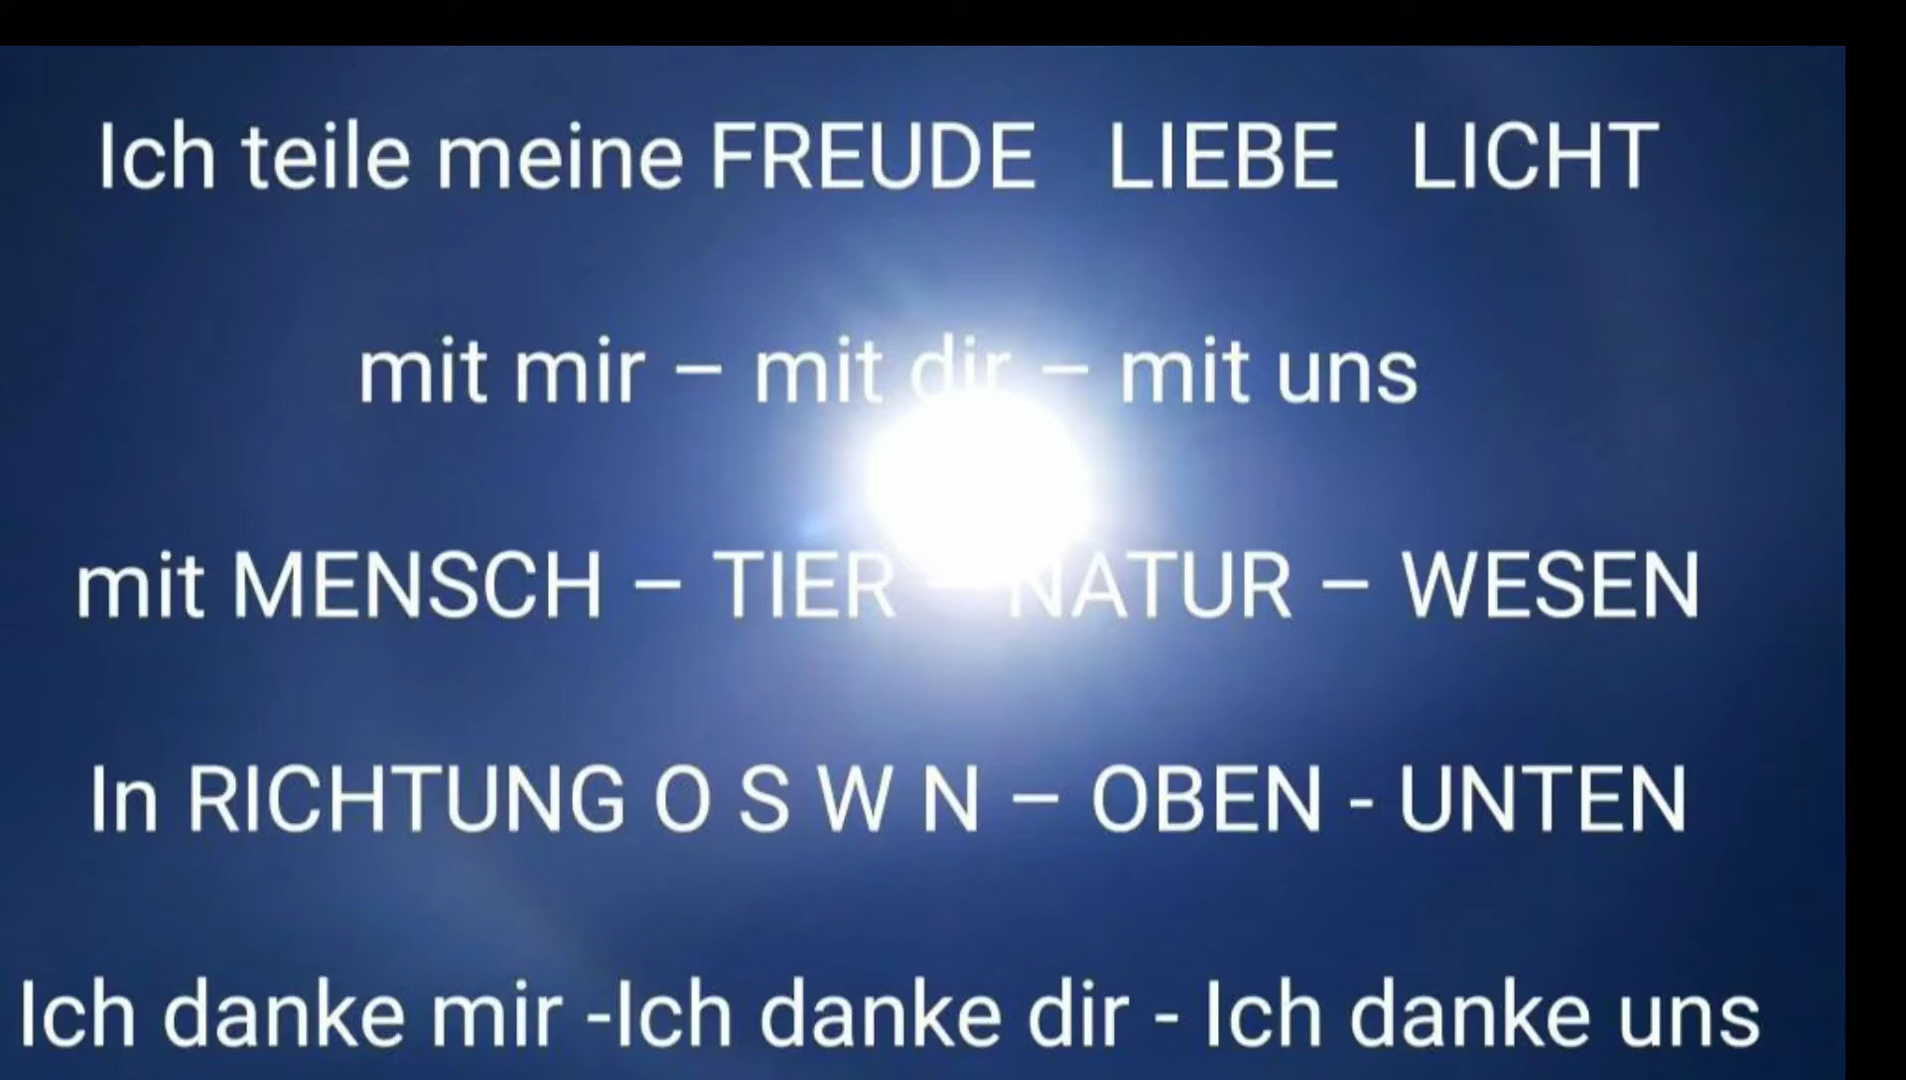 Ich teile meine FREUDE LIEBE LICHT
mit mir – mit dir – mit uns
mit MENSCH – TIER – NATUR – WESEN
In RICHTUNG O S W N – OBEN - UNTEN
Ich danke mir -Ich danke dir - Ich danke uns